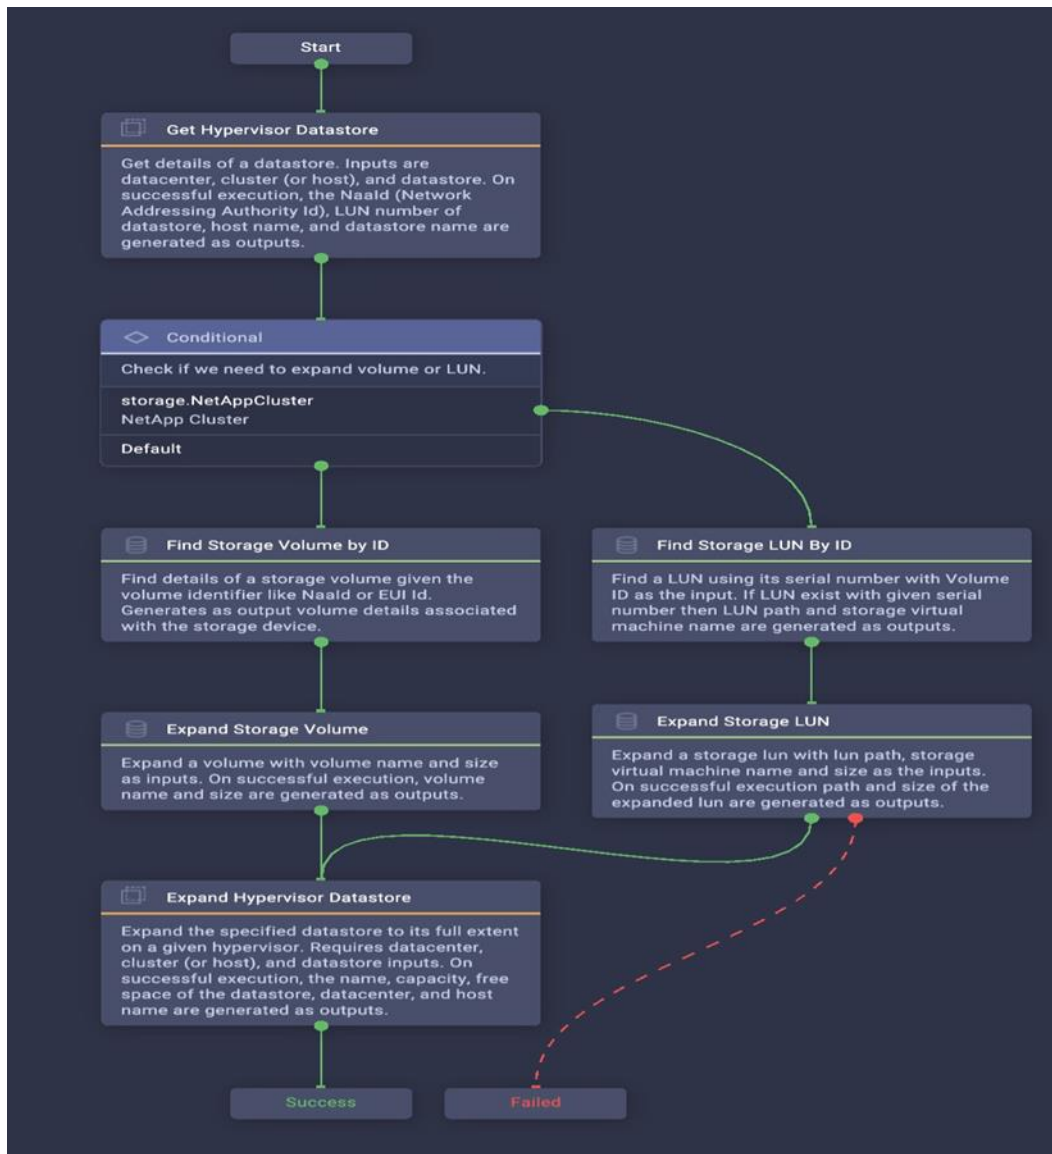 Start
Get Hypervisor Datastore
Get details of a datastore. Inputs are
datacenter, cluster (or host), and datastore. On
successful execution, the NaaId (Network
Addressing Authority Id), LUN number of
datastore, host name, and datastore name are
generated as outputs.
Conditional
Check if we need to expand volume or LUN.
storage.NetAppCluster
NetApp Cluster
Default
Find Storage Volume by ID
Find details of a storage volume given the
volume identifier like NaaId or EUI Id.
Generates as output volume details associated
with the storage device.
Find Storage LUN By ID
Find a LUN using its serial number with Volume
ID as the input. If LUN exist with given serial
number then LUN path and storage virtual
machine name are generated as outputs.
Expand Storage Volume
Expand a volume with volume name and size
as inputs. On successful execution, volume
name and size are generated as outputs.
Expand Storage LUN
Expand a storage lun with lun path, storage
virtual machine name and size as the inputs.
On successful execution path and size of the
expanded lun are generated as outputs.
Expand Hypervisor Datastore
Expand the specified datastore to its full extent
on a given hypervisor. Requires datacenter,
cluster (or host), and datastore inputs. On
successful execution, the name, capacity, free
space of the datastore, datacenter, and host
name are generated as outputs.
Success
Failed